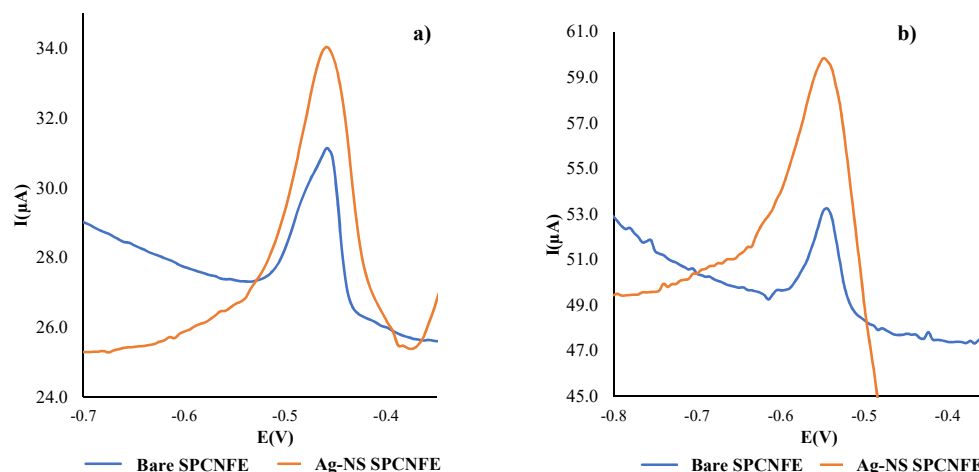 a)
34.0
32.0
30.0
28.0
26.0
24.0
I(µA)
-0.7
-0.6
-0.5
-0.4
E(V)
Bare SPCNFE
Ag-NS SPCNFE
b)
61.0
59.0
57.0
55.0
53.0
51.0
49.0
47.0
45.0
I(µA)
-0.8
-0.7
-0.6
-0.5
-0.4
E(V)
Bare SPCNFE
Ag-NS SPCNFE